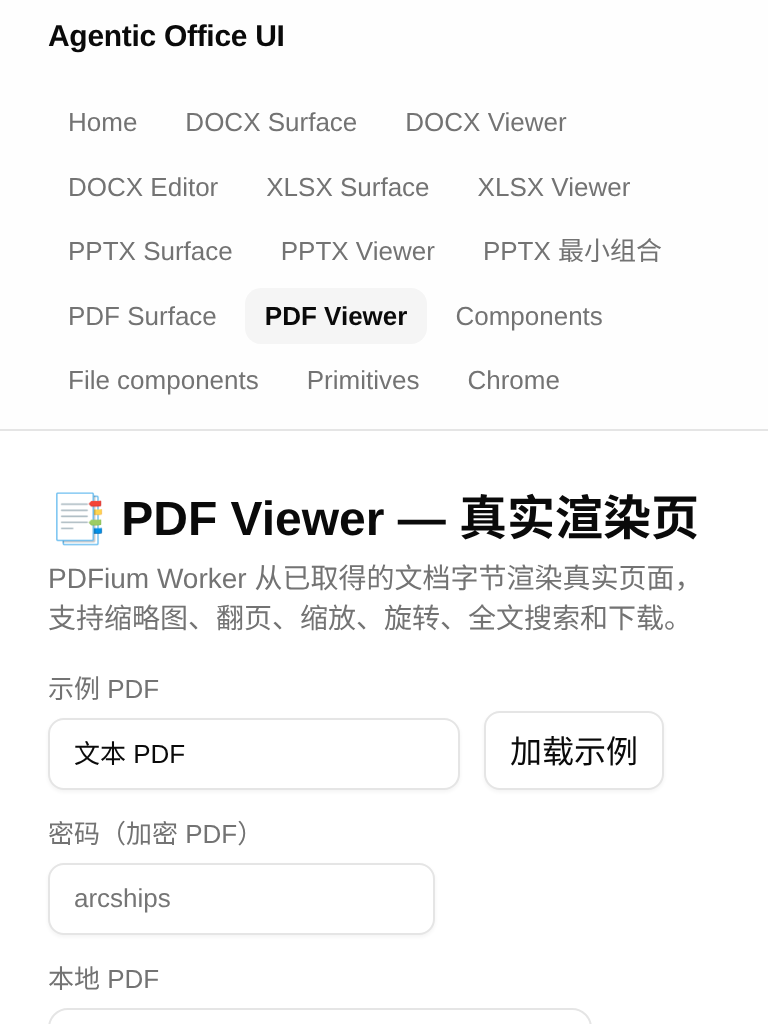 Agentic Office UI
Home DOCX Surface DOCX Viewer
DOCX Editor XLSX Surface XLSX Viewer
PPTX Surface PPTX Viewer PPTX 最小组合
PDF Surface PDF Viewer Components
File components Primitives Chrome
📑 PDF Viewer — 真实渲染页
PDFium Worker 从已取得的文档字节渲染真实页面，
支持缩略图、翻页、缩放、旋转、全文搜索和下载。
示例 PDF
文本 PDF 加载示例
密码（加密 PDF）
arcships
本地 PDF